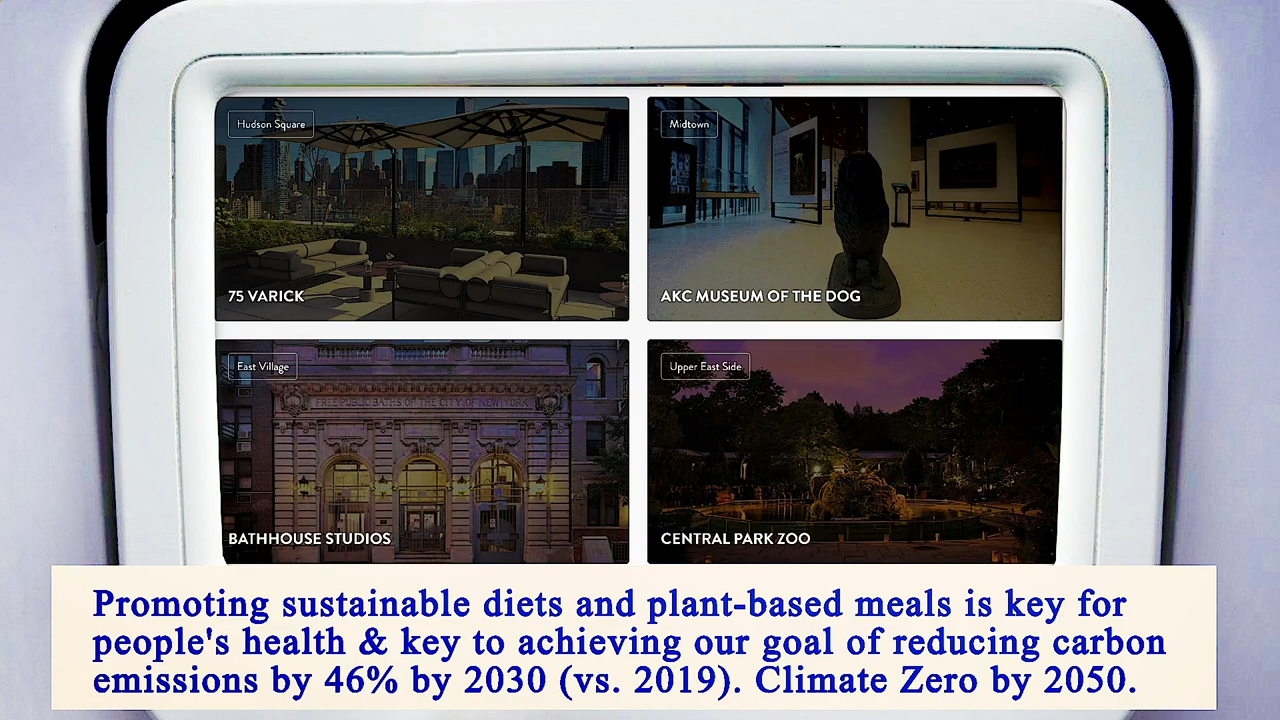 Hudson Square
Midtown
75 VARICK
AKC MUSEUM OF THE DOG
East Village
Upper East Side
FREE PUBLIC BATHS OF THE CITY OF NEW YORK
BATHHOUSE STUDIOS
CENTRAL PARK ZOO
Promoting sustainable diets and plant-based meals is key for
people's health & key to achieving our goal of reducing carbon
emissions by 46% by 2030 (vs. 2019). Climate Zero by 2050.